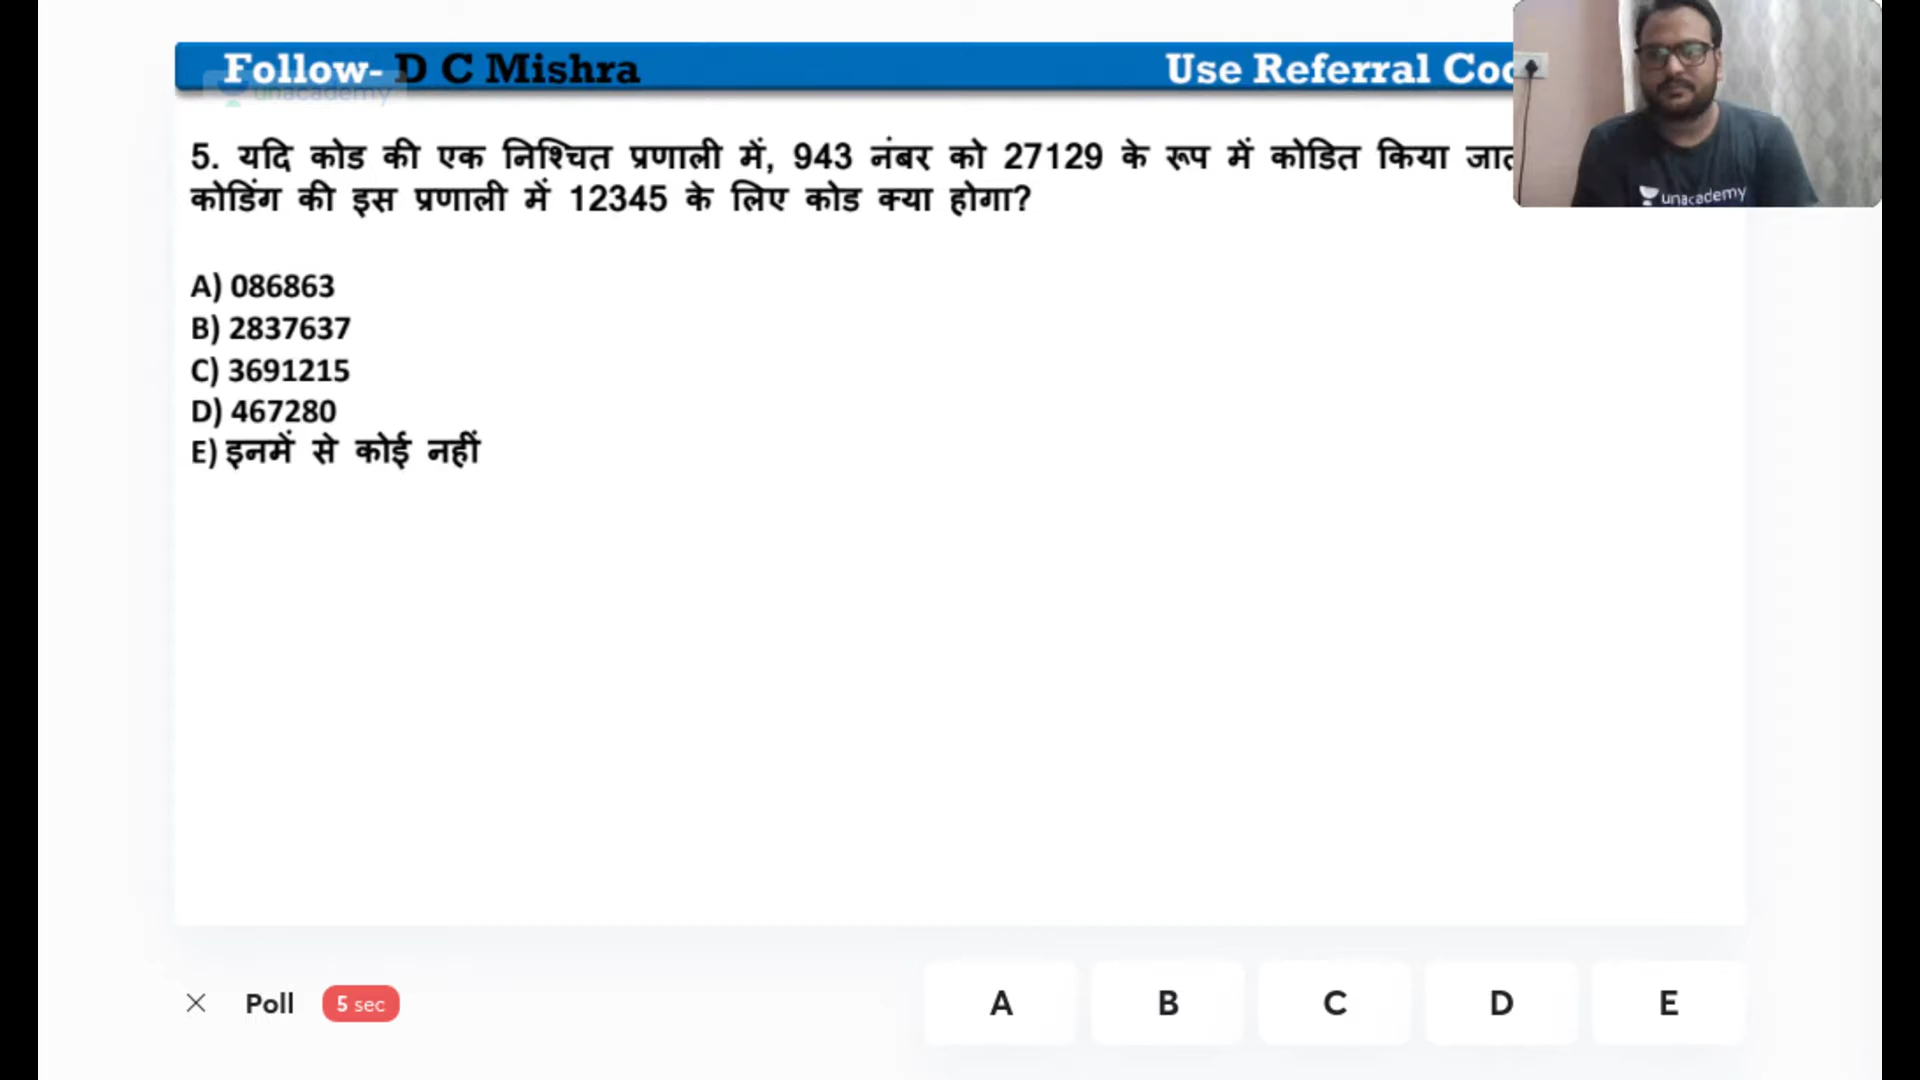 Follow- D C Mishra Use Referral
unacademy
5. यदि कोड की एक निश्चित प्रणाली में, 943 नंबर को 27129 के रूप में कोडित किया
unacademy
कोडिंग की इस प्रणाली में 12345 के लिए कोड क्या होगा?
A) 086863
B) 2837637
C) 3691215
D) 467280
E) इनमें से कोई नहीं
Poll 5 sec A B C D E